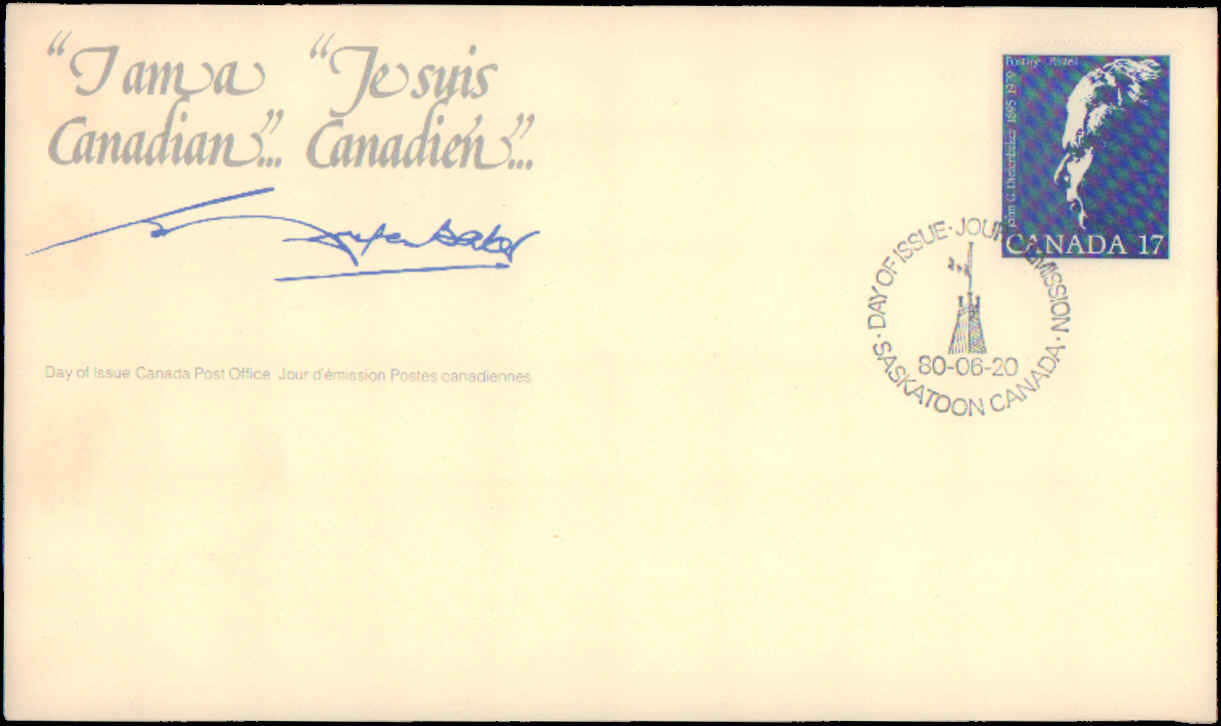 “I am a
Canadian”...
“Je suis
Canadien”...
Diefenbaker
Day of Issue Canada Post Office Jour d'émission Postes canadiennes
Postage Postes
John G. Diefenbaker 1895 1979
CANADA 17
DAY OF ISSUE · JOUR D'ÉMISSION ·
SASKATOON CANADA ·
80-06-20